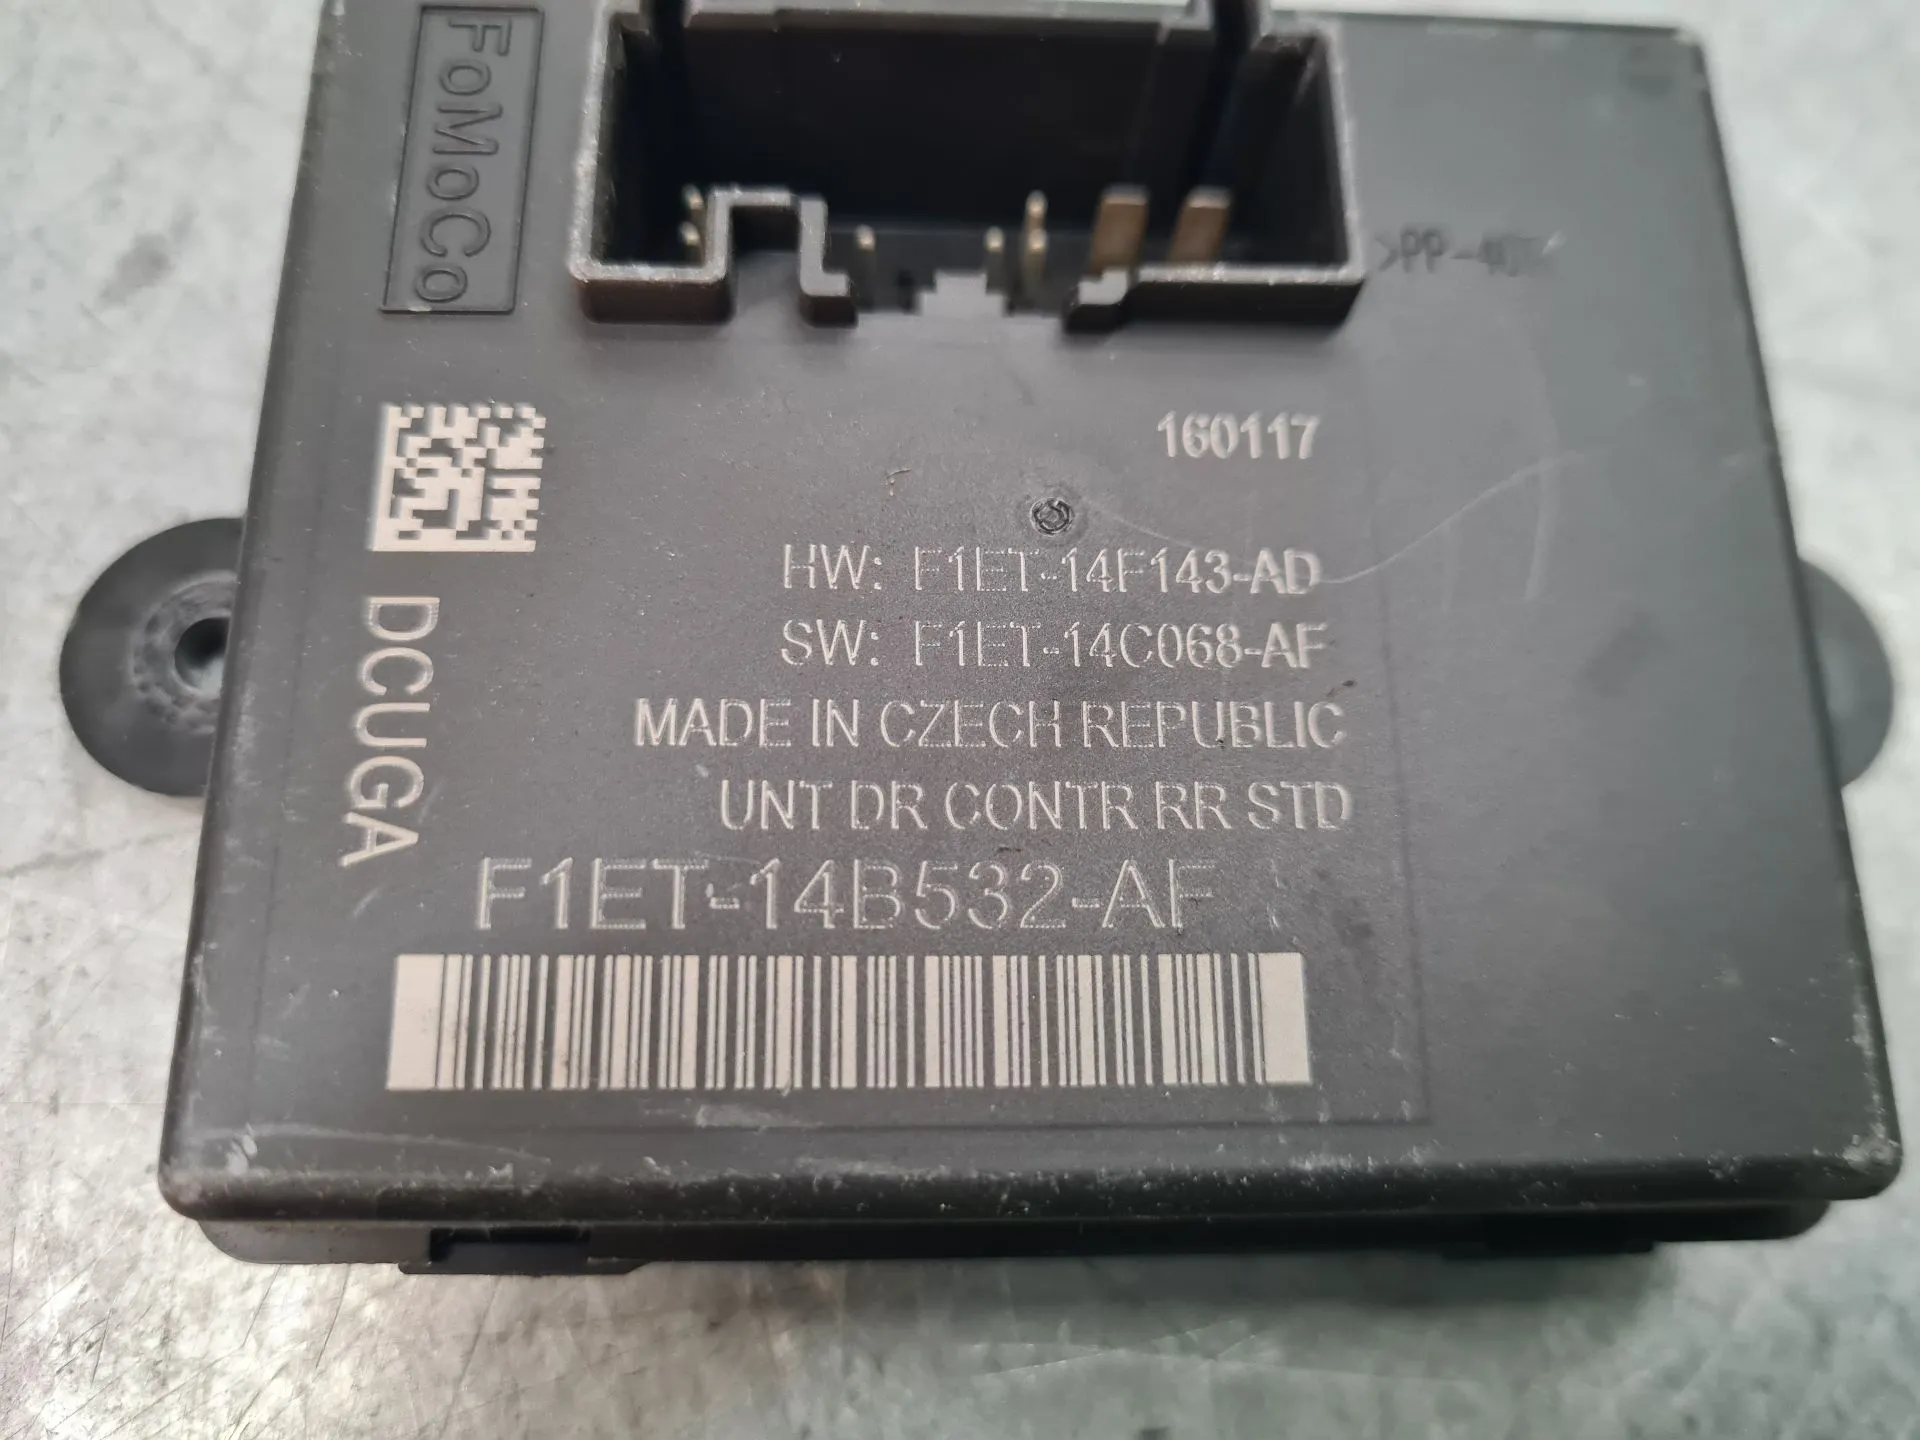 FoMoCo
160117
HW: F1ET-14F143-AD
SW: F1ET-14C068-AF
MADE IN CZECH REPUBLIC
UNT DR CONTR RR STD
DCUGA
F1ET-14B532-AF